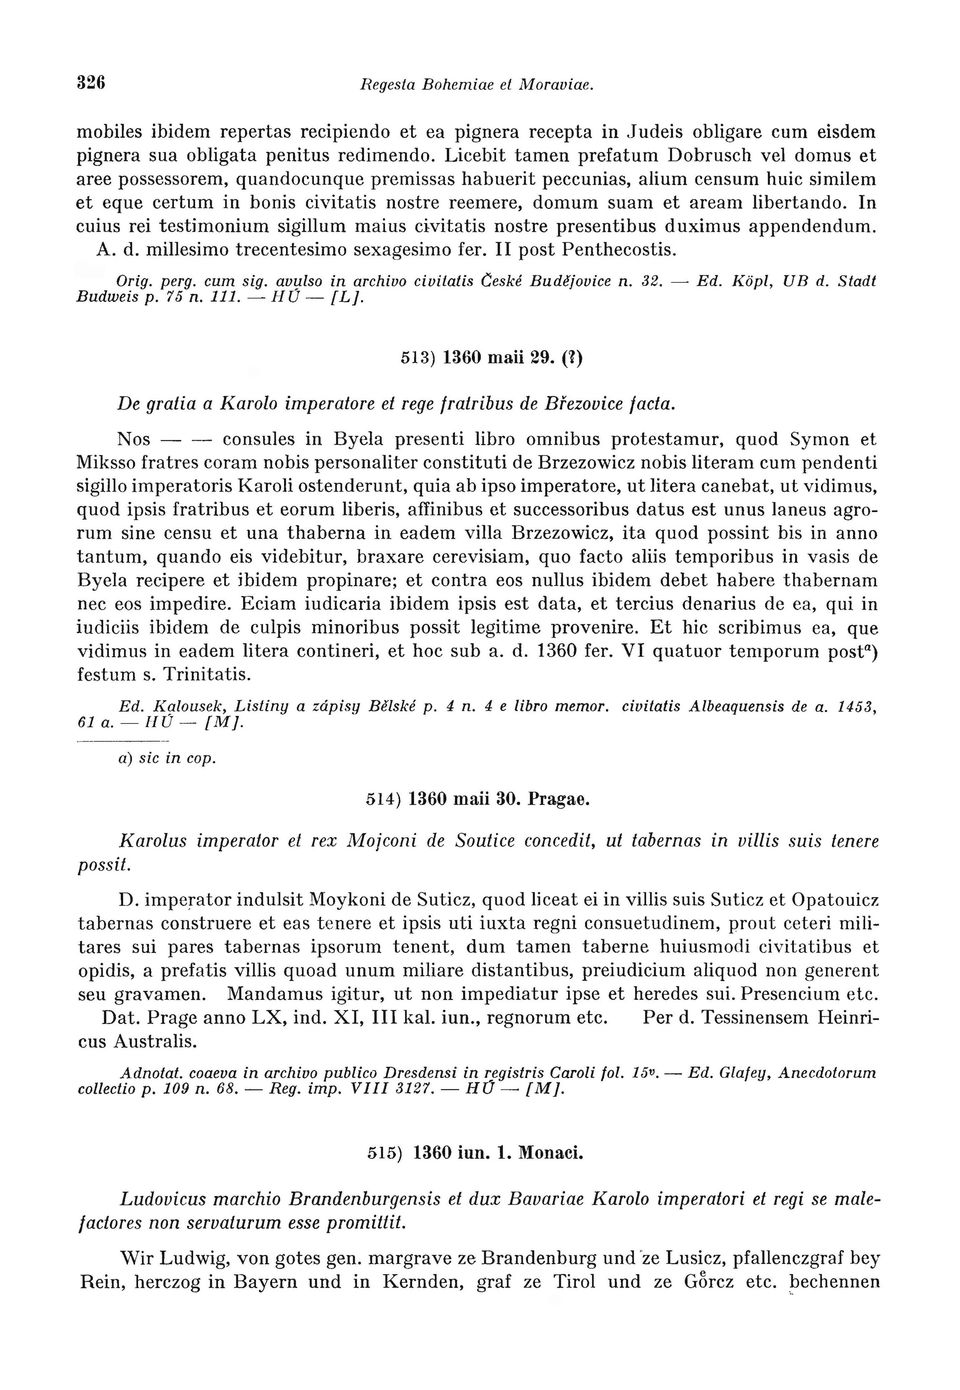 326 Regesta Bohemiae et Moraviae.
mobiles ibidem repertas recipiendo et ea pignera recepta in Judeis obligare cum eisdem
pignera sua obligata penitus redimendo. Licebit tamen prefatum Dobrusch vel domus et
aree possessorem, quandocunque premissas habuerit peccunias, alium censum huic similem
et eque certum in bonis civitatis nostre reemere, domum suam et aream libertando. In
cuius rei testimonium sigillum maius civitatis nostre presentibus duximus appendendum.
A. d. millesimo trecentesimo sexagesimo fer. II post Penthecostis.
Orig. perg. cum sig. avulso in archivo civitatis České Budějovice n. 32. — Ed. Köpl, UB d. Stadt
Budweis p. 75 n. 111. — HÚ — [L].
513) 1360 maii 29. (?)
De gratia a Karolo imperatore et rege fratribus de Březovice facta.
Nos — — consules in Byela presenti libro omnibus protestamur, quod Symon et
Miksso fratres coram nobis personaliter constituti de Brzezowicz nobis literam cum pendenti
sigillo imperatoris Karoli ostenderunt, quia ab ipso imperatore, ut litera canebat, ut vidimus,
quod ipsis fratribus et eorum liberis, affinibus et successoribus datus est unus laneus agro-
rum sine censu et una thaberna in eadem villa Brzezowicz, ita quod possint bis in anno
tantum, quando eis videbitur, braxare cerevisiam, quo facto aliis temporibus in vasis de
Byela recipere et ibidem propinare; et contra eos nullus ibidem debet habere thabernam
nec eos impedire. Eciam iudicaria ibidem ipsis est data, et tercius denarius de ea, qui in
iudiciis ibidem de culpis minoribus possit legitime provenire. Et hic scribimus ea, que
vidimus in eadem litera contineri, et hoc sub a. d. 1360 fer. VI quatuor temporum postᵃ)
festum s. Trinitatis.
Ed. Kalousek, Listiny a zápisy Bělské p. 4 n. 4 e libro memor. civitatis Albeaquensis de a. 1453,
61 a. — HÚ — [M].
a) sic in cop.
514) 1360 maii 30. Pragae.
Karolus imperator et rex Mojconi de Soutice concedit, ut tabernas in villis suis tenere
possit.
D. imperator indulsit Moykoni de Suticz, quod liceat ei in villis suis Suticz et Opatouicz
tabernas construere et eas tenere et ipsis uti iuxta regni consuetudinem, prout ceteri mili-
tares sui pares tabernas ipsorum tenent, dum tamen taberne huiusmodi civitatibus et
opidis, a prefatis villis quoad unum miliare distantibus, preiudicium aliquod non generent
seu gravamen. Mandamus igitur, ut non impediatur ipse et heredes sui. Presencium etc.
Dat. Prage anno LX, ind. XI, III kal. iun., regnorum etc. Per d. Tessinensem Heinri-
cus Australis.
Adnotat. coaeva in archivo publico Dresdensi in registris Caroli fol. 15v. — Ed. Glafey, Anecdotorum
collectio p. 109 n. 68. — Reg. imp. VIII 3127. — HÚ — [M].
515) 1360 iun. 1. Monaci.
Ludovicus marchio Brandenburgensis et dux Bavariae Karolo imperatori et regi se male-
factores non servaturum esse promittit.
Wir Ludwig, von gotes gen. margrave ze Brandenburg und ze Lusicz, pfallenczgraf bey
Rein, herczog in Bayern und in Kernden, graf ze Tirol und ze Goͤrcz etc. bechennen